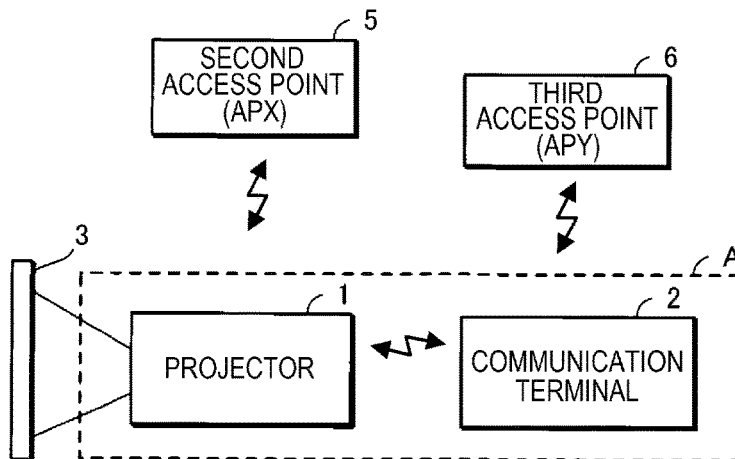 5
SECOND
ACCESS POINT
(APX)
6
THIRD
ACCESS POINT
(APY)
3
A
1
PROJECTOR
2
COMMUNICATION
TERMINAL